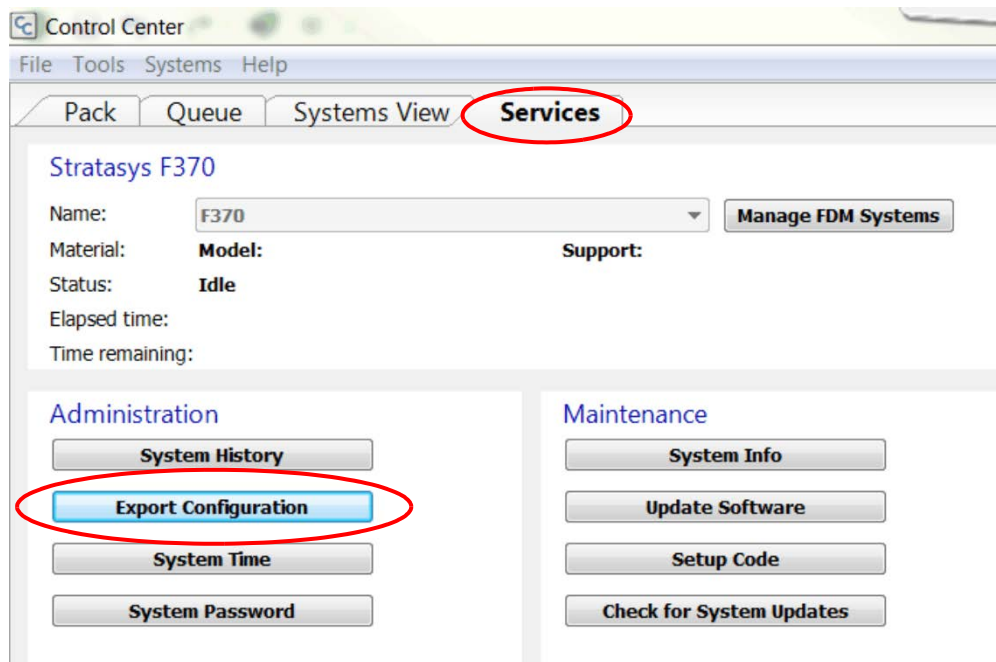 CC Control Center
File Tools Systems Help
Pack Queue Systems View Services
Stratasys F370
Name: F370 Manage FDM Systems
Material: Model: Support:
Status: Idle
Elapsed time:
Time remaining:
Administration
System History
Export Configuration
System Time
System Password
Maintenance
System Info
Update Software
Setup Code
Check for System Updates